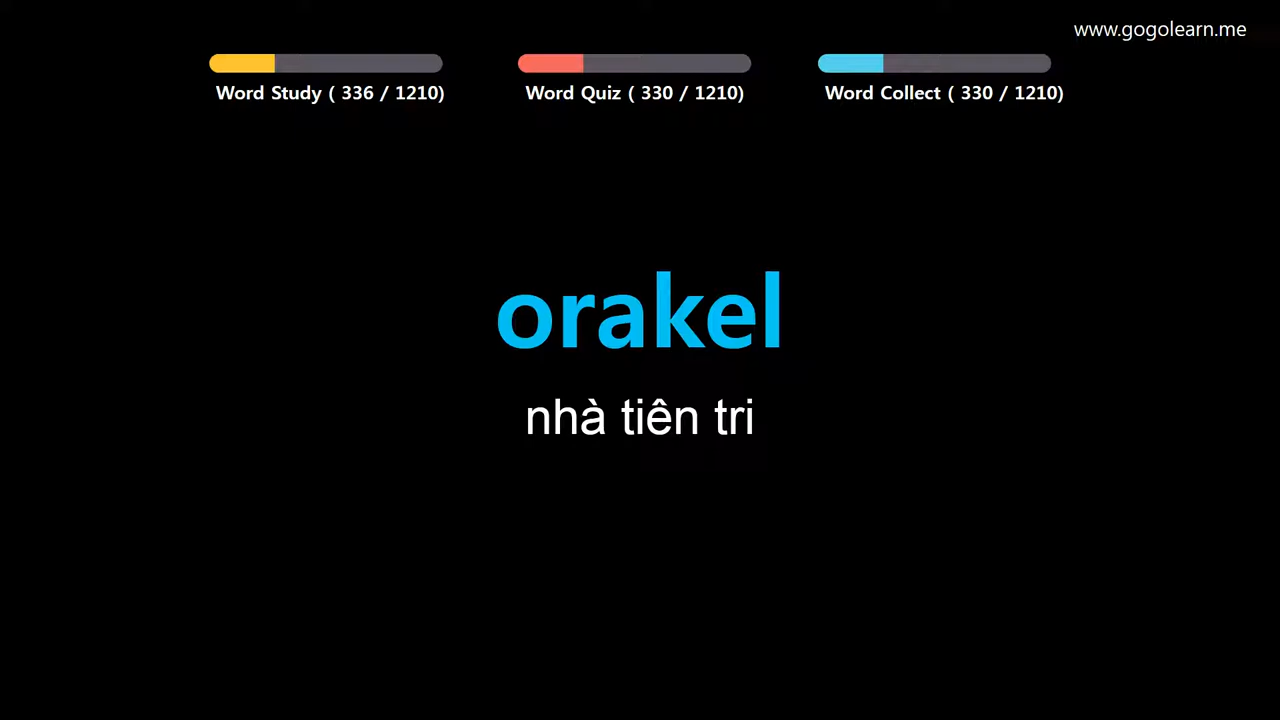 www.gogolearn.me
Word Study ( 336 / 1210)
Word Quiz ( 330 / 1210)
Word Collect ( 330 / 1210)
orakel
nhà tiên tri